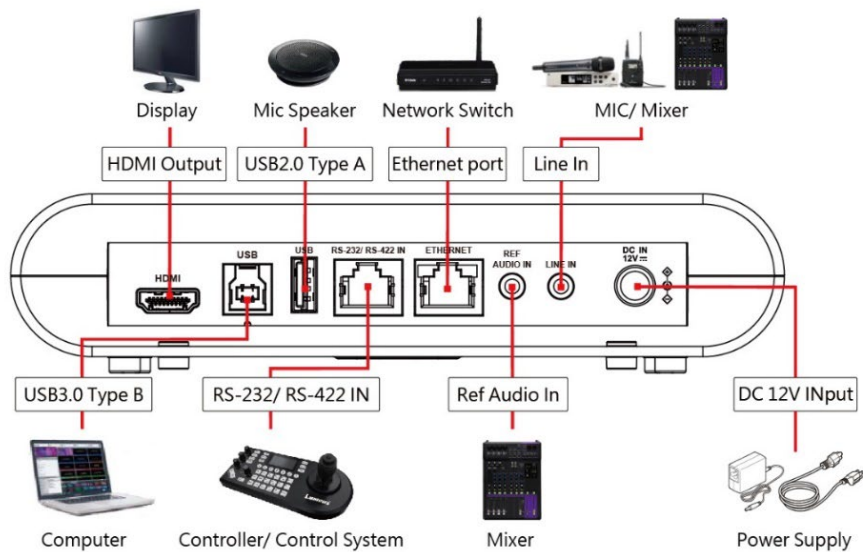 Display
Mic Speaker
Network Switch
MIC/ Mixer
HDMI Output
USB2.0 Type A
Ethernet port
Line In
HDMI
USB
USB
RS-232/ RS-422 IN
ETHERNET
REF
AUDIO IN
LINE IN
DC IN
12V
USB3.0 Type B
RS-232/ RS-422 IN
Ref Audio In
DC 12V INput
Lumens
Computer
Controller/ Control System
Mixer
Power Supply